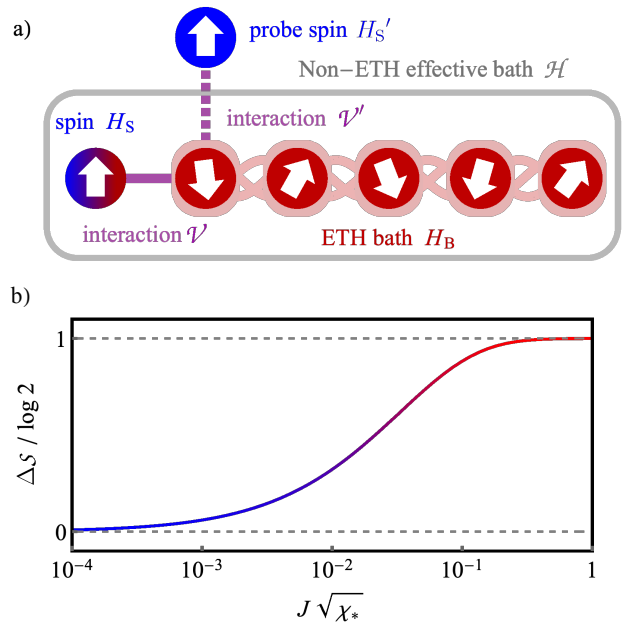 a)
probe spin H_S′
Non−ETH effective bath ℋ
interaction 𝒱′
spin H_S
interaction 𝒱
ETH bath H_B
b)
Δ𝒮 / log 2
1
0
10⁻⁴ 10⁻³ 10⁻² 10⁻¹ 1
J √χ_*